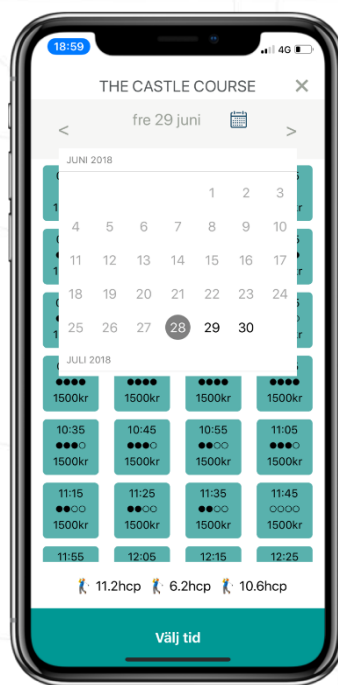 18:59 4G
THE CASTLE COURSE ×
< fre 29 juni >
JUNI 2018
1 2 3
4 5 6 7 8 9 10
11 12 13 14 15 16 17
18 19 20 21 22 23 24
25 26 27 28 29 30
JULI 2018
1500kr 1500kr 1500kr 1500kr
10:35 10:45 10:55 11:05
1500kr 1500kr 1500kr 1500kr
11:15 11:25 11:35 11:45
1500kr 1500kr 1500kr 1500kr
11:55 12:05 12:15 12:25
11.2hcp 6.2hcp 10.6hcp
Välj tid